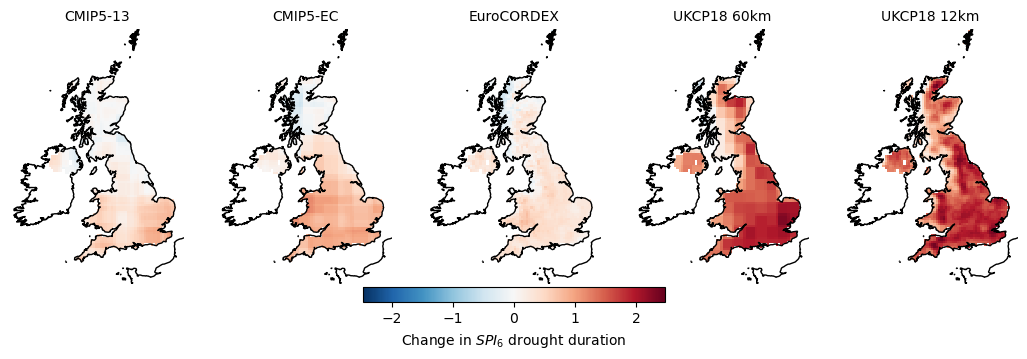 CMIP5-13 CMIP5-EC EuroCORDEX UKCP18 60km UKCP18 12km
−2 −1 0 1 2
Change in SPI₆ drought duration